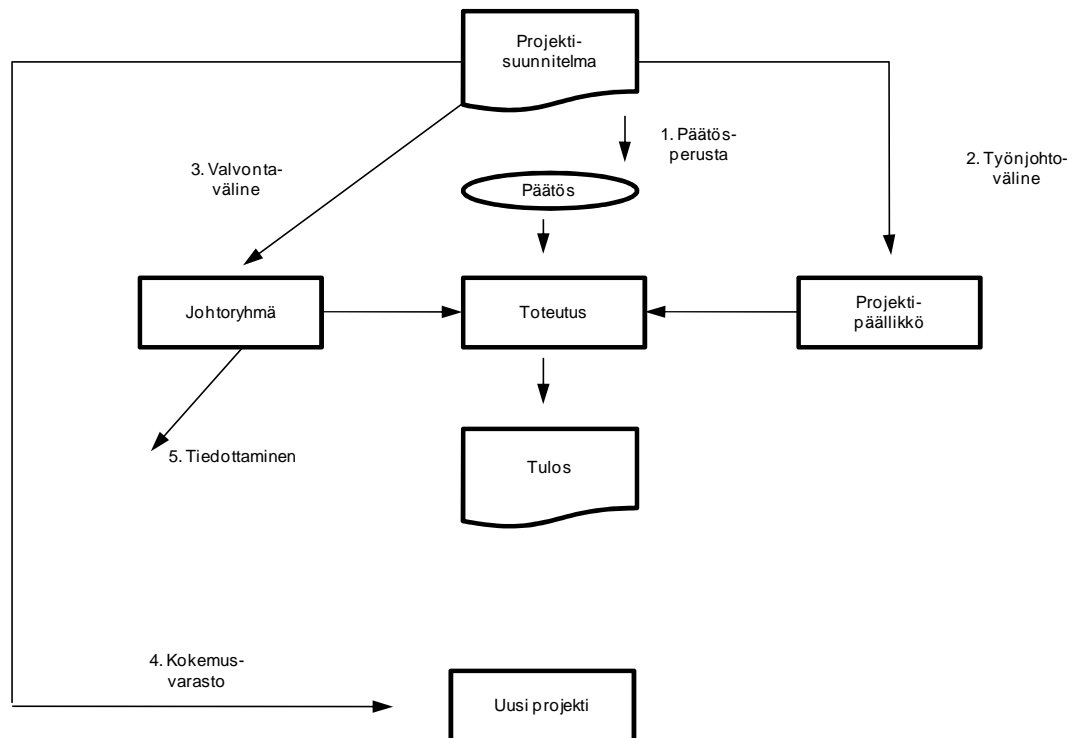 Projekti-
suunnitelma
1. Päätös-
perusta
2. Työnjohto-
väline
3. Valvonta-
väline
Päätös
Johtoryhmä
Toteutus
Projekti-
päällikkö
5. Tiedottaminen
Tulos
4. Kokemus-
varasto
Uusi projekti